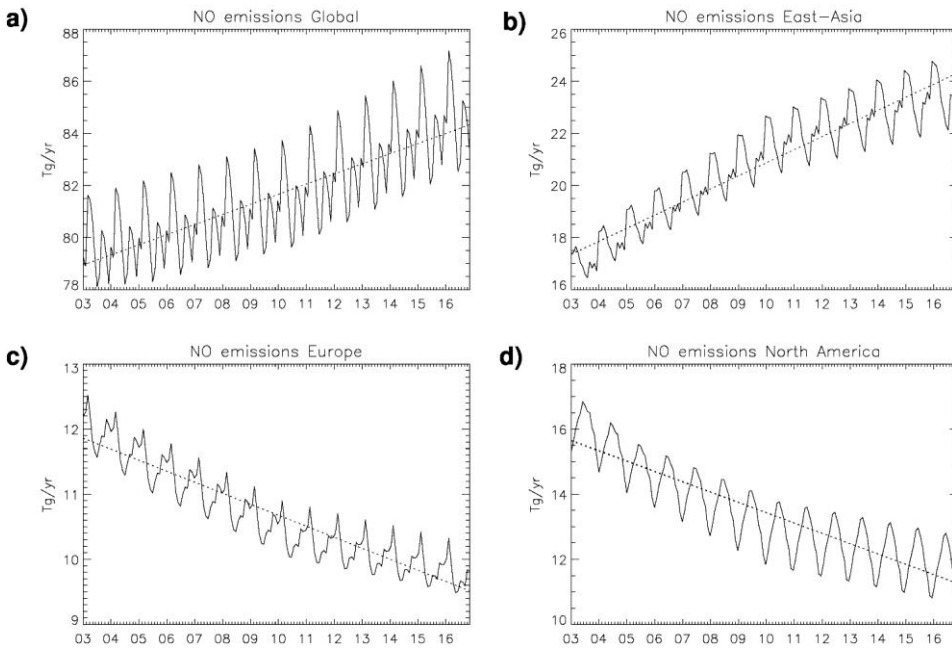 a)
NO emissions Global
88
86
84
82
80
78
Tg/yr
03 04 05 06 07 08 09 10 11 12 13 14 15 16
b)
NO emissions East-Asia
26
24
22
20
18
16
Tg/yr
03 04 05 06 07 08 09 10 11 12 13 14 15 16
c)
NO emissions Europe
13
12
11
10
9
Tg/yr
03 04 05 06 07 08 09 10 11 12 13 14 15 16
d)
NO emissions North America
18
16
14
12
10
Tg/yr
03 04 05 06 07 08 09 10 11 12 13 14 15 16